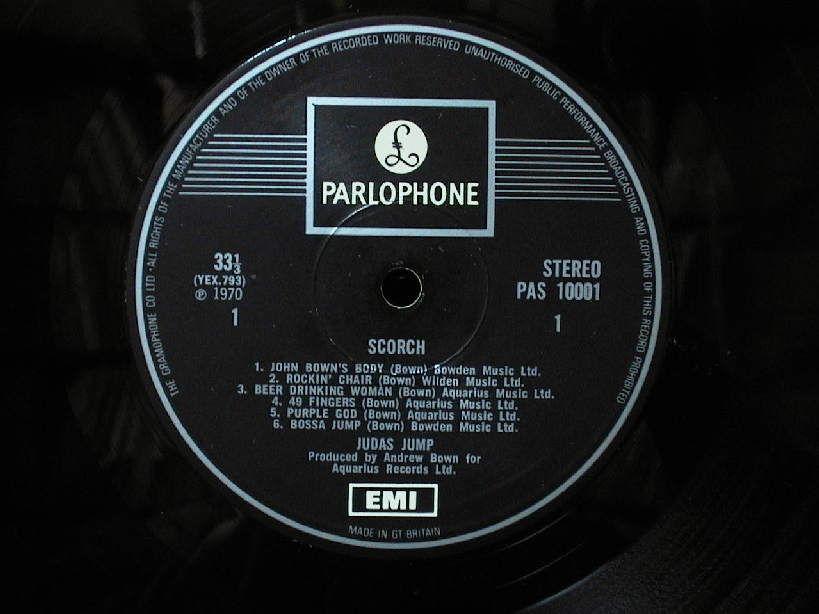 THE GRAMOPHONE CO LTD · ALL RIGHTS OF THE MANUFACTURER AND OF THE OWNER OF THE RECORDED WORK RESERVED UNAUTHORISED PUBLIC PERFORMANCE BROADCASTING AND COPYING OF THIS RECORD PROHIBITED
£
PARLOPHONE
33 1/3
(YEX.793)
℗ 1970
1
STEREO
PAS 10001
1
SCORCH
1. JOHN BOWN'S BODY (Bown) Bowden Music Ltd.
2. ROCKIN' CHAIR (Bown) Wilden Music Ltd.
3. BEER DRINKING WOMAN (Bown) Aquarius Music Ltd.
4. 49 FINGERS (Bown) Aquarius Music Ltd.
5. PURPLE GOD (Bown) Aquarius Music Ltd.
6. BOSSA JUMP (Bown) Bowden Music Ltd.
JUDAS JUMP
Produced by Andrew Bown for
Aquarius Records Ltd.
EMI
MADE IN GT BRITAIN